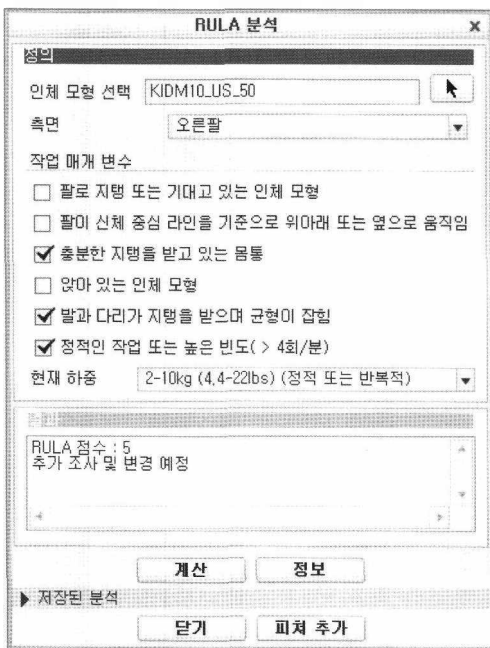 RULA 분석
정의
인체 모형 선택 KIDM10_US_50
측면 오른팔
작업 매개 변수
팔로 지탱 또는 기대고 있는 인체 모형
팔이 신체 중심 라인을 기준으로 위아래 또는 옆으로 움직임
충분한 지탱을 받고 있는 몸통
앉아 있는 인체 모형
발과 다리가 지탱을 받으며 균형이 잡힘
정적인 작업 또는 높은 빈도( > 4회/분)
현재 하중 2-10kg (4,4-22lbs) (정적 또는 반복적)
RULA 점수 : 5
추가 조사 및 변경 예정
계산 정보
저장된 분석
닫기 피쳐 추가